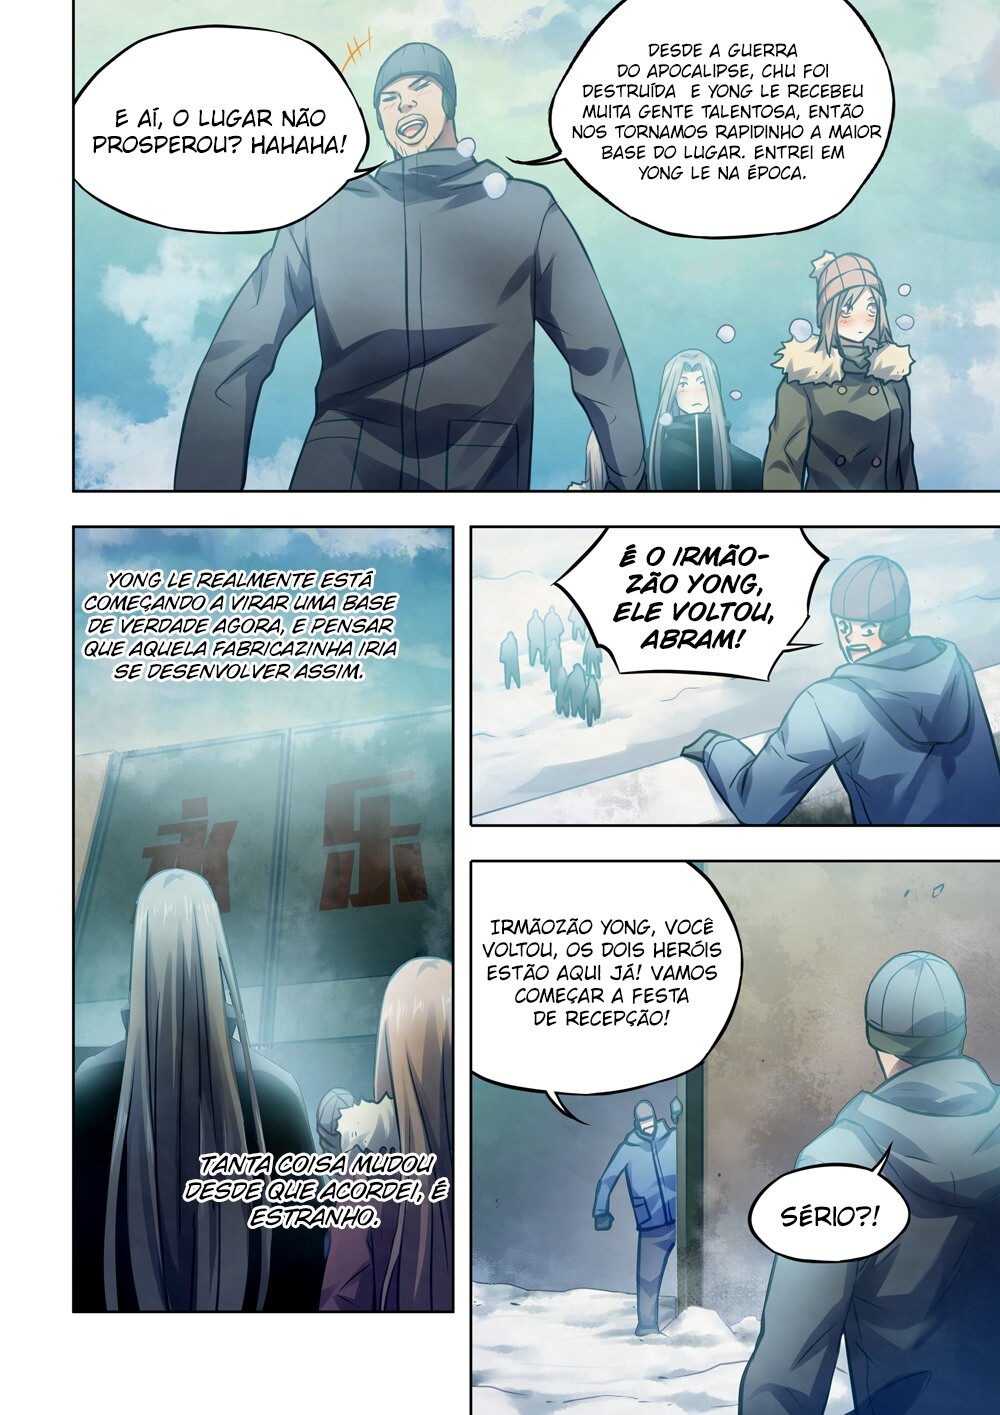 E AÍ, O LUGAR NÃO
PROSPEROU? HAHAHA!
DESDE A GUERRA
DO APOCALIPSE, CHU FOI
DESTRUÍDA E YONG LE RECEBEU
MUITA GENTE TALENTOSA, ENTÃO
NOS TORNAMOS RAPIDINHO A MAIOR
BASE DO LUGAR. ENTREI EM
YONG LE NA ÉPOCA.
YONG LE REALMENTE ESTÁ
COMEÇANDO A VIRAR UMA BASE
DE VERDADE AGORA, E PENSAR
QUE AQUELA FABRICAZINHA IRIA
SE DESENVOLVER ASSIM.
永乐
TANTA COISA MUDOU
DESDE QUE ACORDEI, É
ESTRANHO.
É O IRMÃO-
ZÃO YONG,
ELE VOLTOU,
ABRAM!
IRMÃOZÃO YONG, VOCÊ
VOLTOU, OS DOIS HERÓIS
ESTÃO AQUI JÁ! VAMOS
COMEÇAR A FESTA
DE RECEPÇÃO!
SÉRIO?!